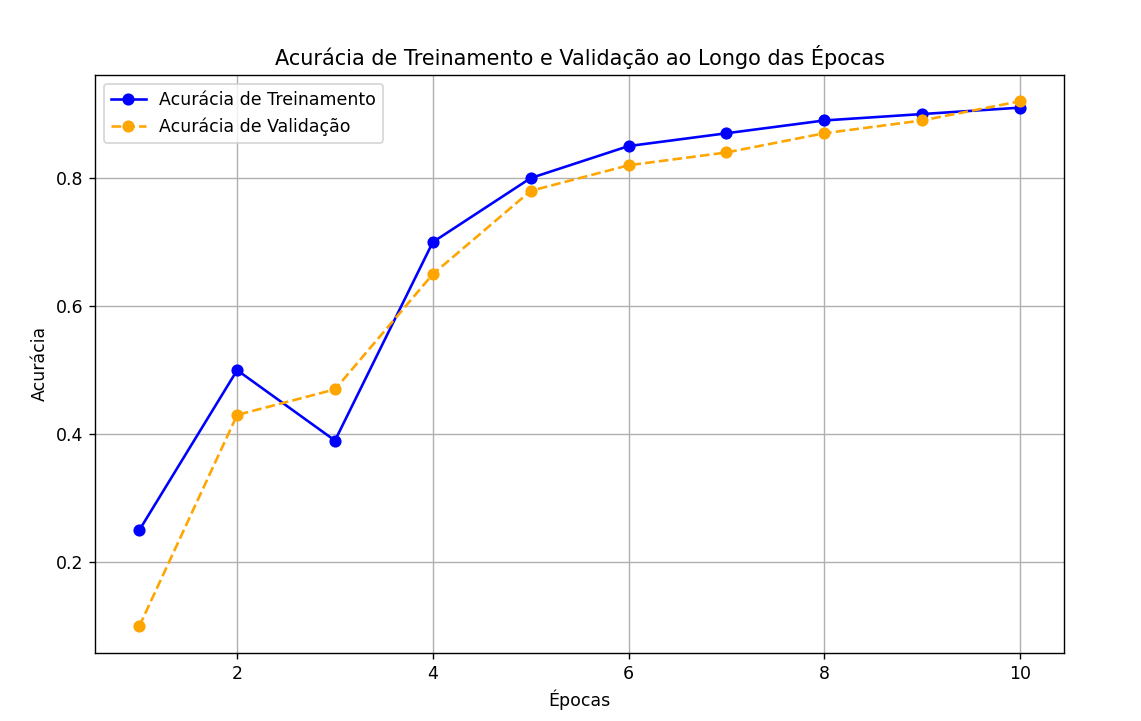 Acurácia de Treinamento e Validação ao Longo das Épocas
Acurácia de Treinamento
Acurácia de Validação
Acurácia
0.8
0.6
0.4
0.2
2 4 6 8 10
Épocas